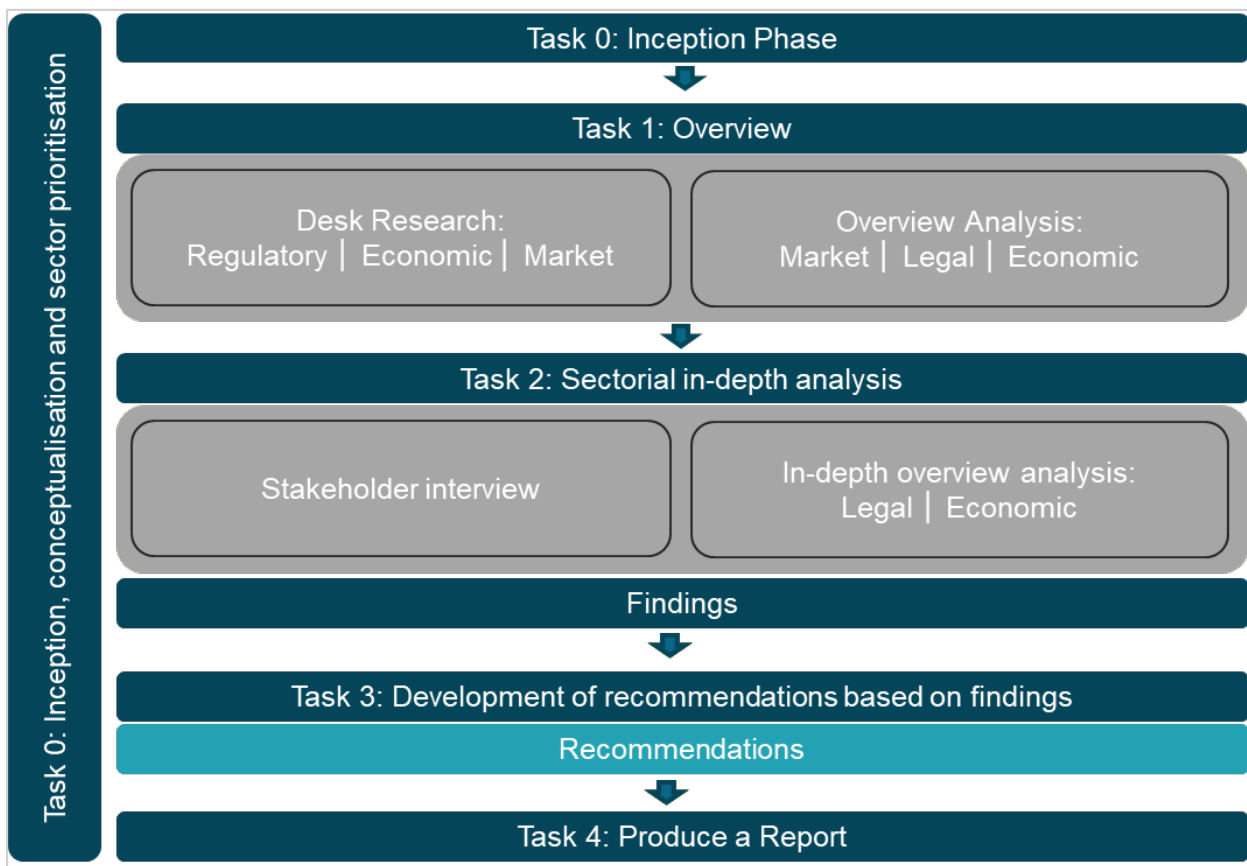 Task 0: Inception, conceptualisation and sector prioritisation
Task 0: Inception Phase
Task 1: Overview
Desk Research:
Regulatory | Economic | Market
Overview Analysis:
Market | Legal | Economic
Task 2: Sectorial in-depth analysis
Stakeholder interview
In-depth overview analysis:
Legal | Economic
Findings
Task 3: Development of recommendations based on findings
Recommendations
Task 4: Produce a Report